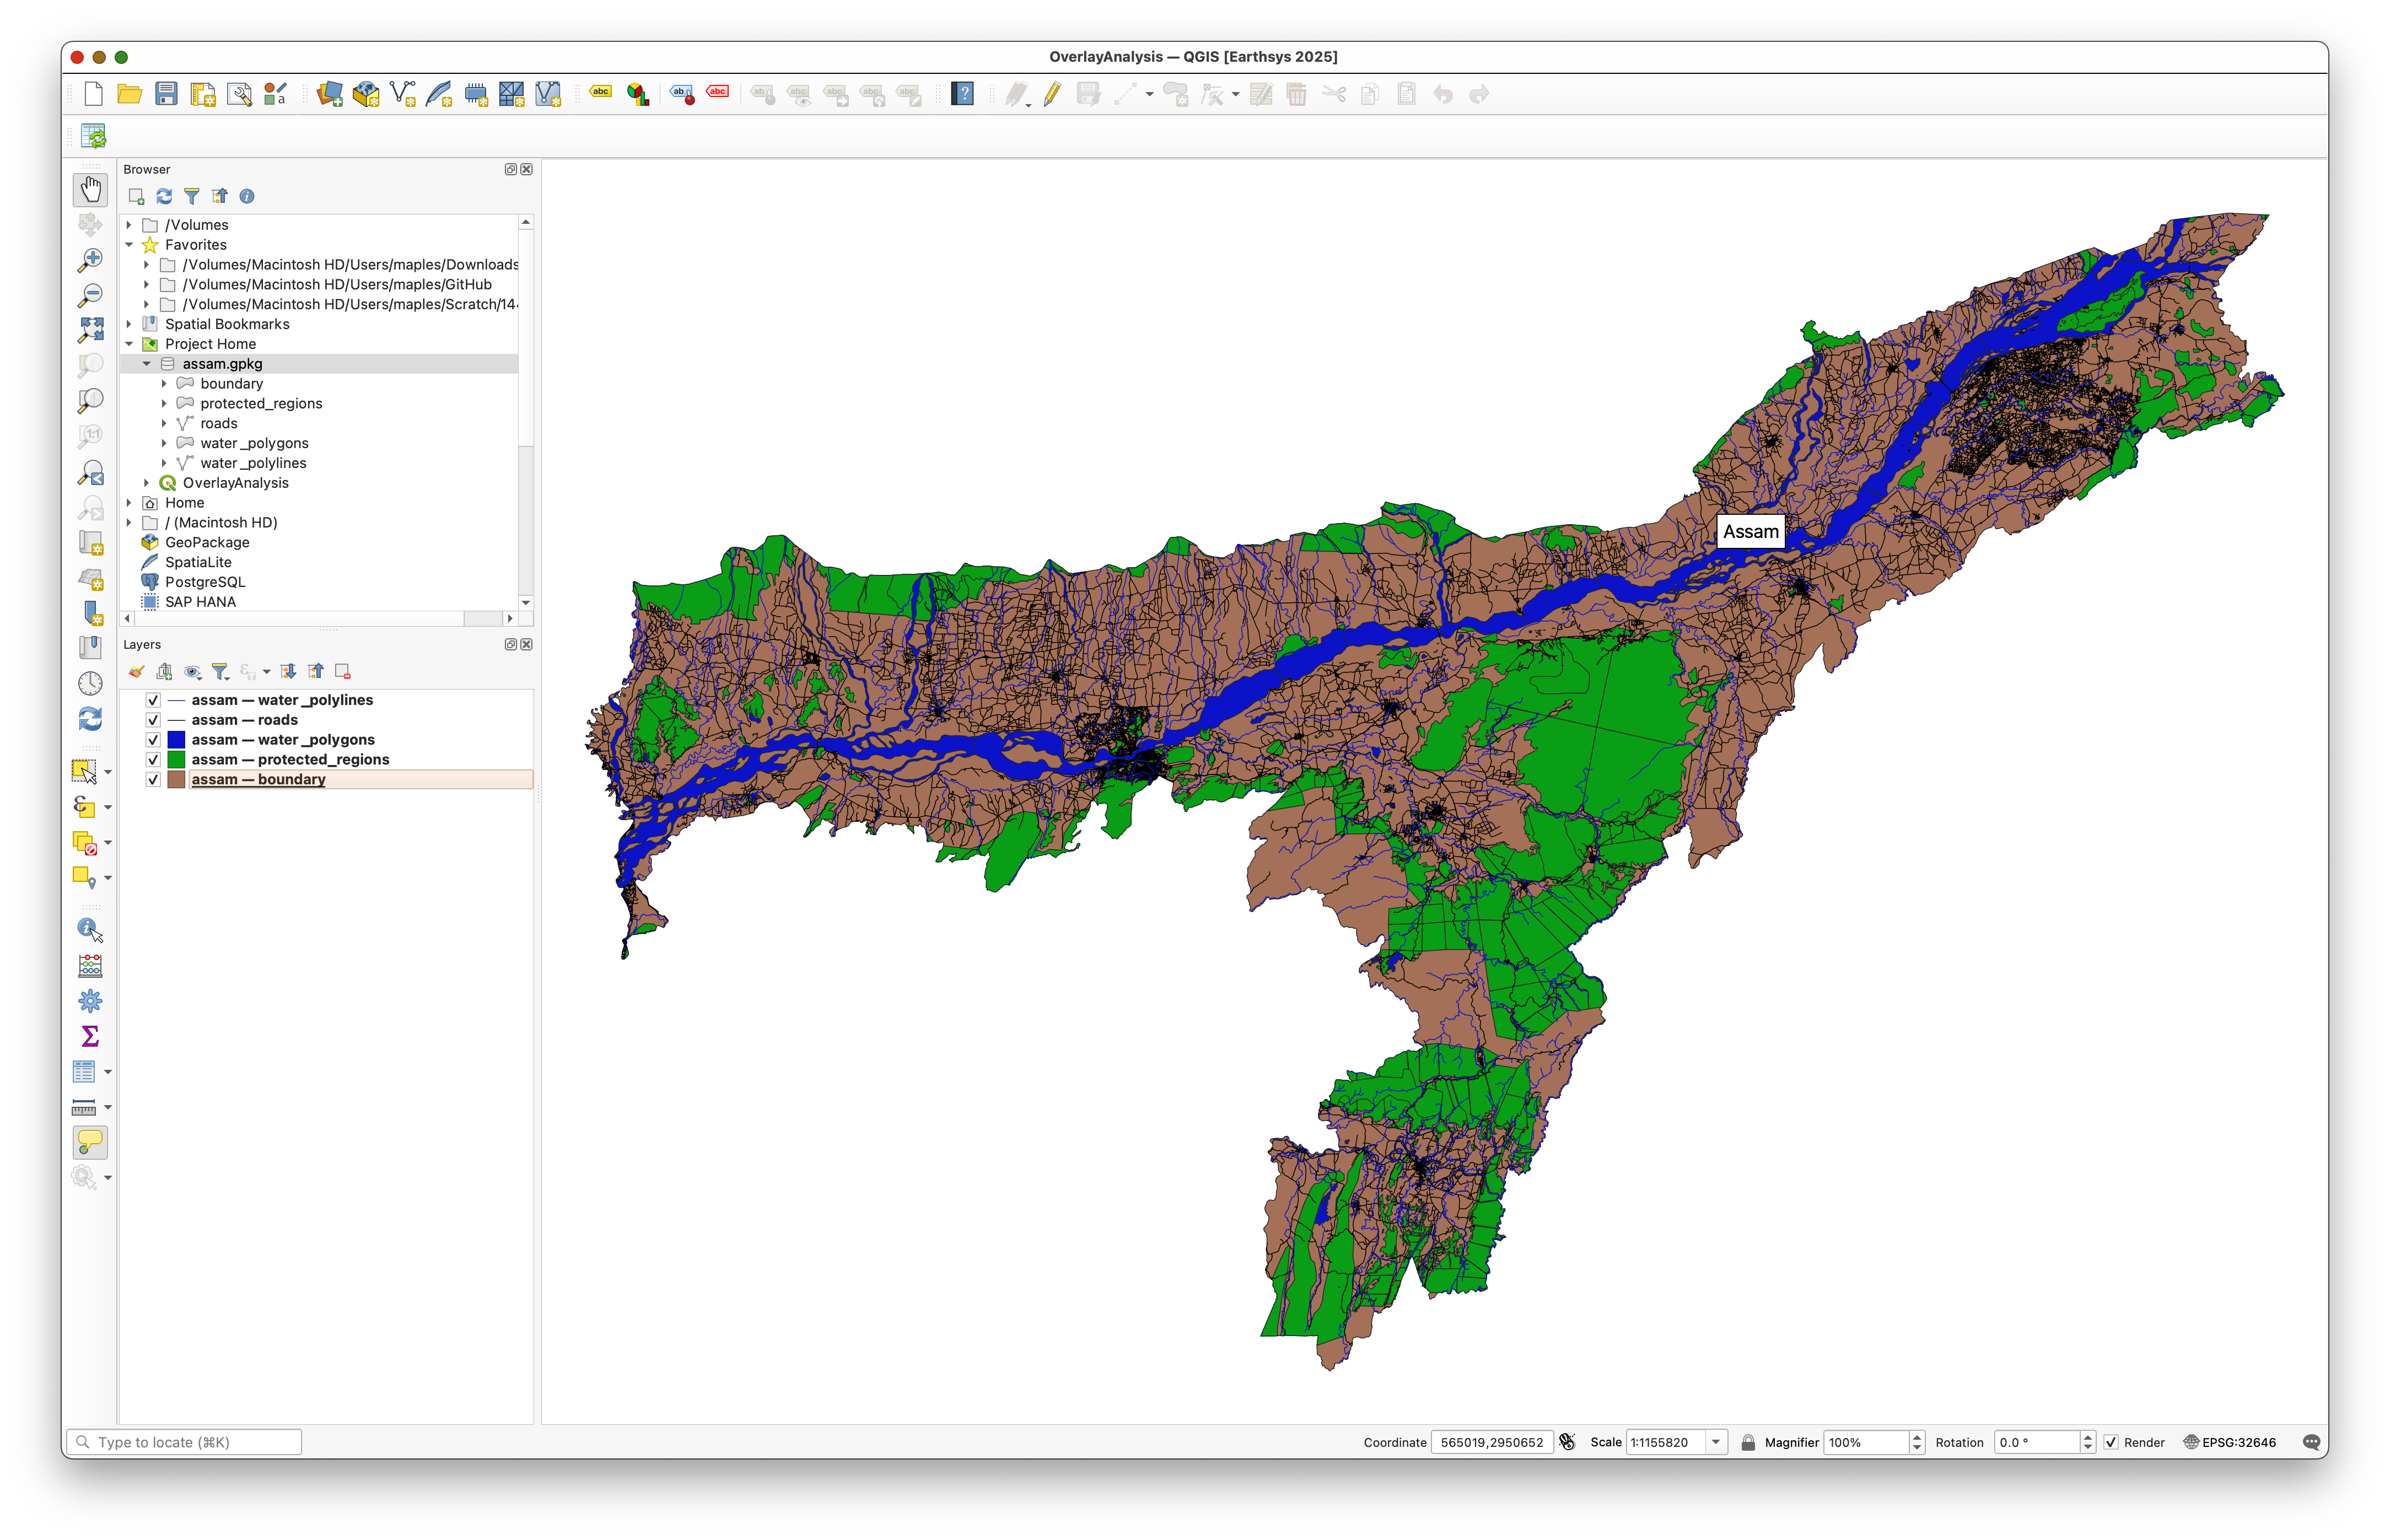 OverlayAnalysis — QGIS [Earthsys 2025]
Browser
/Volumes
Favorites
/Volumes/Macintosh HD/Users/maples/Downloads
/Volumes/Macintosh HD/Users/maples/GitHub
/Volumes/Macintosh HD/Users/maples/Scratch/14
Spatial Bookmarks
Project Home
assam.gpkg
boundary
protected_regions
roads
water_polygons
water_polylines
OverlayAnalysis
Home
/ (Macintosh HD)
GeoPackage
SpatiaLite
PostgreSQL
SAP HANA
Layers
assam — water_polylines
assam — roads
assam — water_polygons
assam — protected_regions
assam — boundary
Assam
Type to locate (⌘K)
Coordinate 565019,2950652 Scale 1:1155820 Magnifier 100% Rotation 0.0 ° Render EPSG:32646